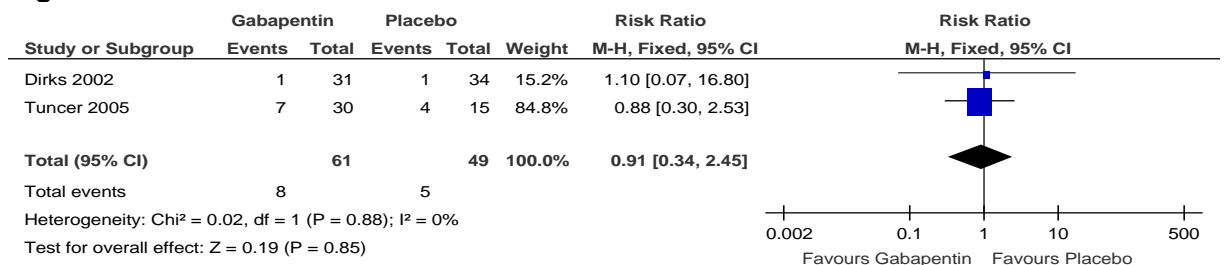 Gabapentin Placebo Risk Ratio Risk Ratio
Study or Subgroup Events Total Events Total Weight M-H, Fixed, 95% CI M-H, Fixed, 95% CI
Dirks 2002 1 31 1 34 15.2% 1.10 [0.07, 16.80]
Tuncer 2005 7 30 4 15 84.8% 0.88 [0.30, 2.53]
Total (95% CI) 61 49 100.0% 0.91 [0.34, 2.45]
Total events 8 5
Heterogeneity: Chi² = 0.02, df = 1 (P = 0.88); I² = 0%
Test for overall effect: Z = 0.19 (P = 0.85)
0.002 0.1 1 10 500
Favours Gabapentin Favours Placebo